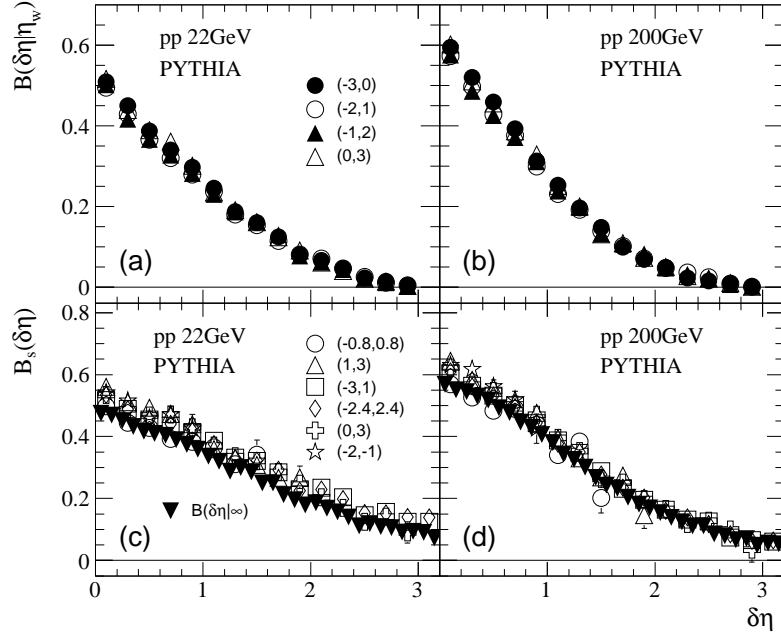 B(δη|η_w)
0.6
0.4
0.2
0
pp 22GeV
PYTHIA
(-3,0)
(-2,1)
(-1,2)
(0,3)
(a)
pp 200GeV
PYTHIA
(b)
B_s(δη)
0.8
0.6
0.4
0.2
0
pp 22GeV
PYTHIA
(-0.8,0.8)
(1,3)
(-3,1)
(-2.4,2.4)
(0,3)
(-2,-1)
B(δη|∞)
(c)
pp 200GeV
PYTHIA
(d)
0 1 2 3 1 2 3
δη